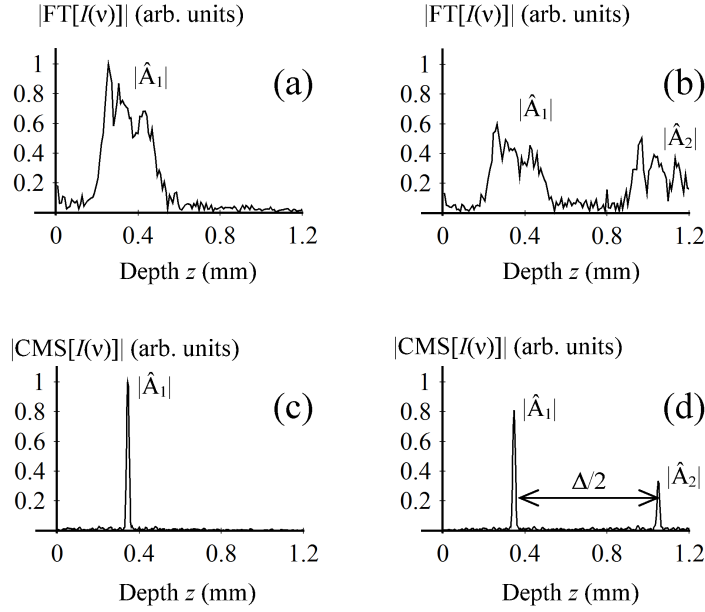 |FT[I(ν)]| (arb. units)
1
0.8
0.6
0.4
0.2
|Â₁|
(a)
0 0.4 0.8 1.2
Depth z (mm)
|FT[I(ν)]| (arb. units)
1
0.8
0.6
0.4
0.2
|Â₁|
|Â₂|
(b)
0 0.4 0.8 1.2
Depth z (mm)
|CMS[I(ν)]| (arb. units)
1
0.8
0.6
0.4
0.2
|Â₁|
(c)
0 0.4 0.8 1.2
Depth z (mm)
|CMS[I(ν)]| (arb. units)
1
0.8
0.6
0.4
0.2
|Â₁|
(d)
Δ/2
|Â₂|
0 0.4 0.8 1.2
Depth z (mm)